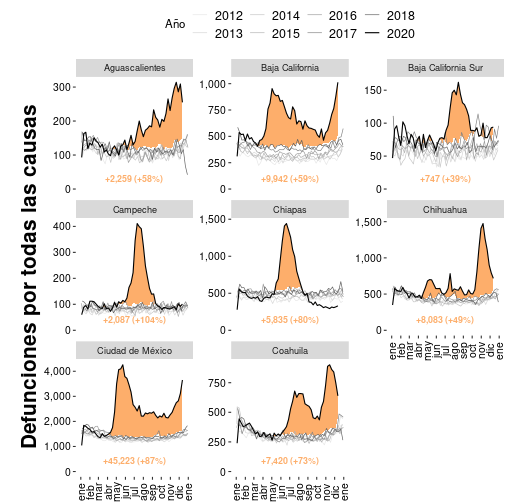 Año 2012 2014 2016 2018
2013 2015 2017 2020
Defunciones por todas las causas
Aguascalientes Baja California Baja California Sur
300 200 100 0
+2,259 (+58%)
1,000 750 500 250 0
+9,942 (+59%)
150 100 50 0
+747 (+39%)
Campeche Chiapas Chihuahua
400 300 200 100 0
+2,087 (+104%)
1,500 1,000 500 0
+5,835 (+80%)
1,500 1,000 500 0
+8,083 (+49%)
ene feb mar abr may jun jul ago sep oct nov dic ene
Ciudad de México Coahuila
4,000 3,000 2,000 1,000 0
+45,223 (+87%)
750 500 250 0
+7,420 (+73%)
ene feb mar abr may jun jul ago sep oct nov dic ene
ene feb mar abr may jun jul ago sep oct nov dic ene